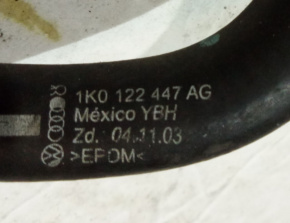 1K0 122 447 AG
México YBH
Zd. 04.11.03
>EPDM<